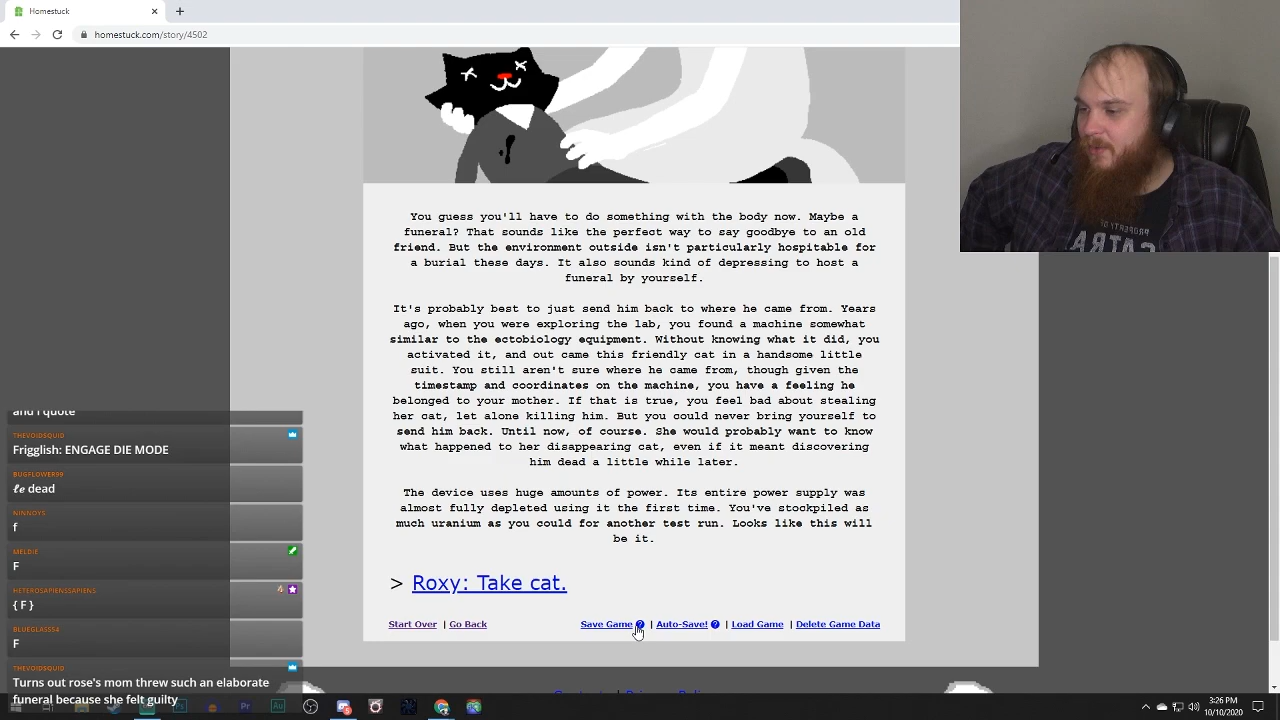 Homestuck
homestuck.com/story/4502
You guess you'll have to do something with the body now. Maybe a
funeral? That sounds like the perfect way to say goodbye to an old
friend. But the environment outside isn't particularly hospitable for
a burial these days. It also sounds kind of depressing to host a
funeral by yourself.
It's probably best to just send him back to where he came from. Years
ago, when you were exploring the lab, you found a machine somewhat
similar to the ectobiology equipment. Without knowing what it did, you
activated it, and out came this friendly cat in a handsome little
suit. You still aren't sure where he came from, though given the
timestamp and coordinates on the machine, you have a feeling he
belonged to your mother. If that is true, you feel bad about stealing
her cat, let alone killing him. But you could never bring yourself to
send him back. Until now, of course. She would probably want to know
what happened to her disappearing cat, even if it meant discovering
him dead a little while later.
The device uses huge amounts of power. Its entire power supply was
almost fully depleted using it the first time. You've stockpiled as
much uranium as you could for another test run. Looks like this will
be it.
> Roxy: Take cat.
Start Over | Go Back Save Game ? | Auto-Save! ? | Load Game | Delete Game Data
and i quote
THEVOIDSQUID
Frigglish: ENGAGE DIE MODE
BUGFLOWER99
ℓℯ dead
NINNOYS
f
MELDIE
F
HETEROSAPIENSSAPIENS
{ F }
BLUEGLASS54
F
THEVOIDSQUID
Turns out rose's mom threw such an elaborate
funeral because she felt guilty
PROPERTY OF
3:26 PM
10/10/2020